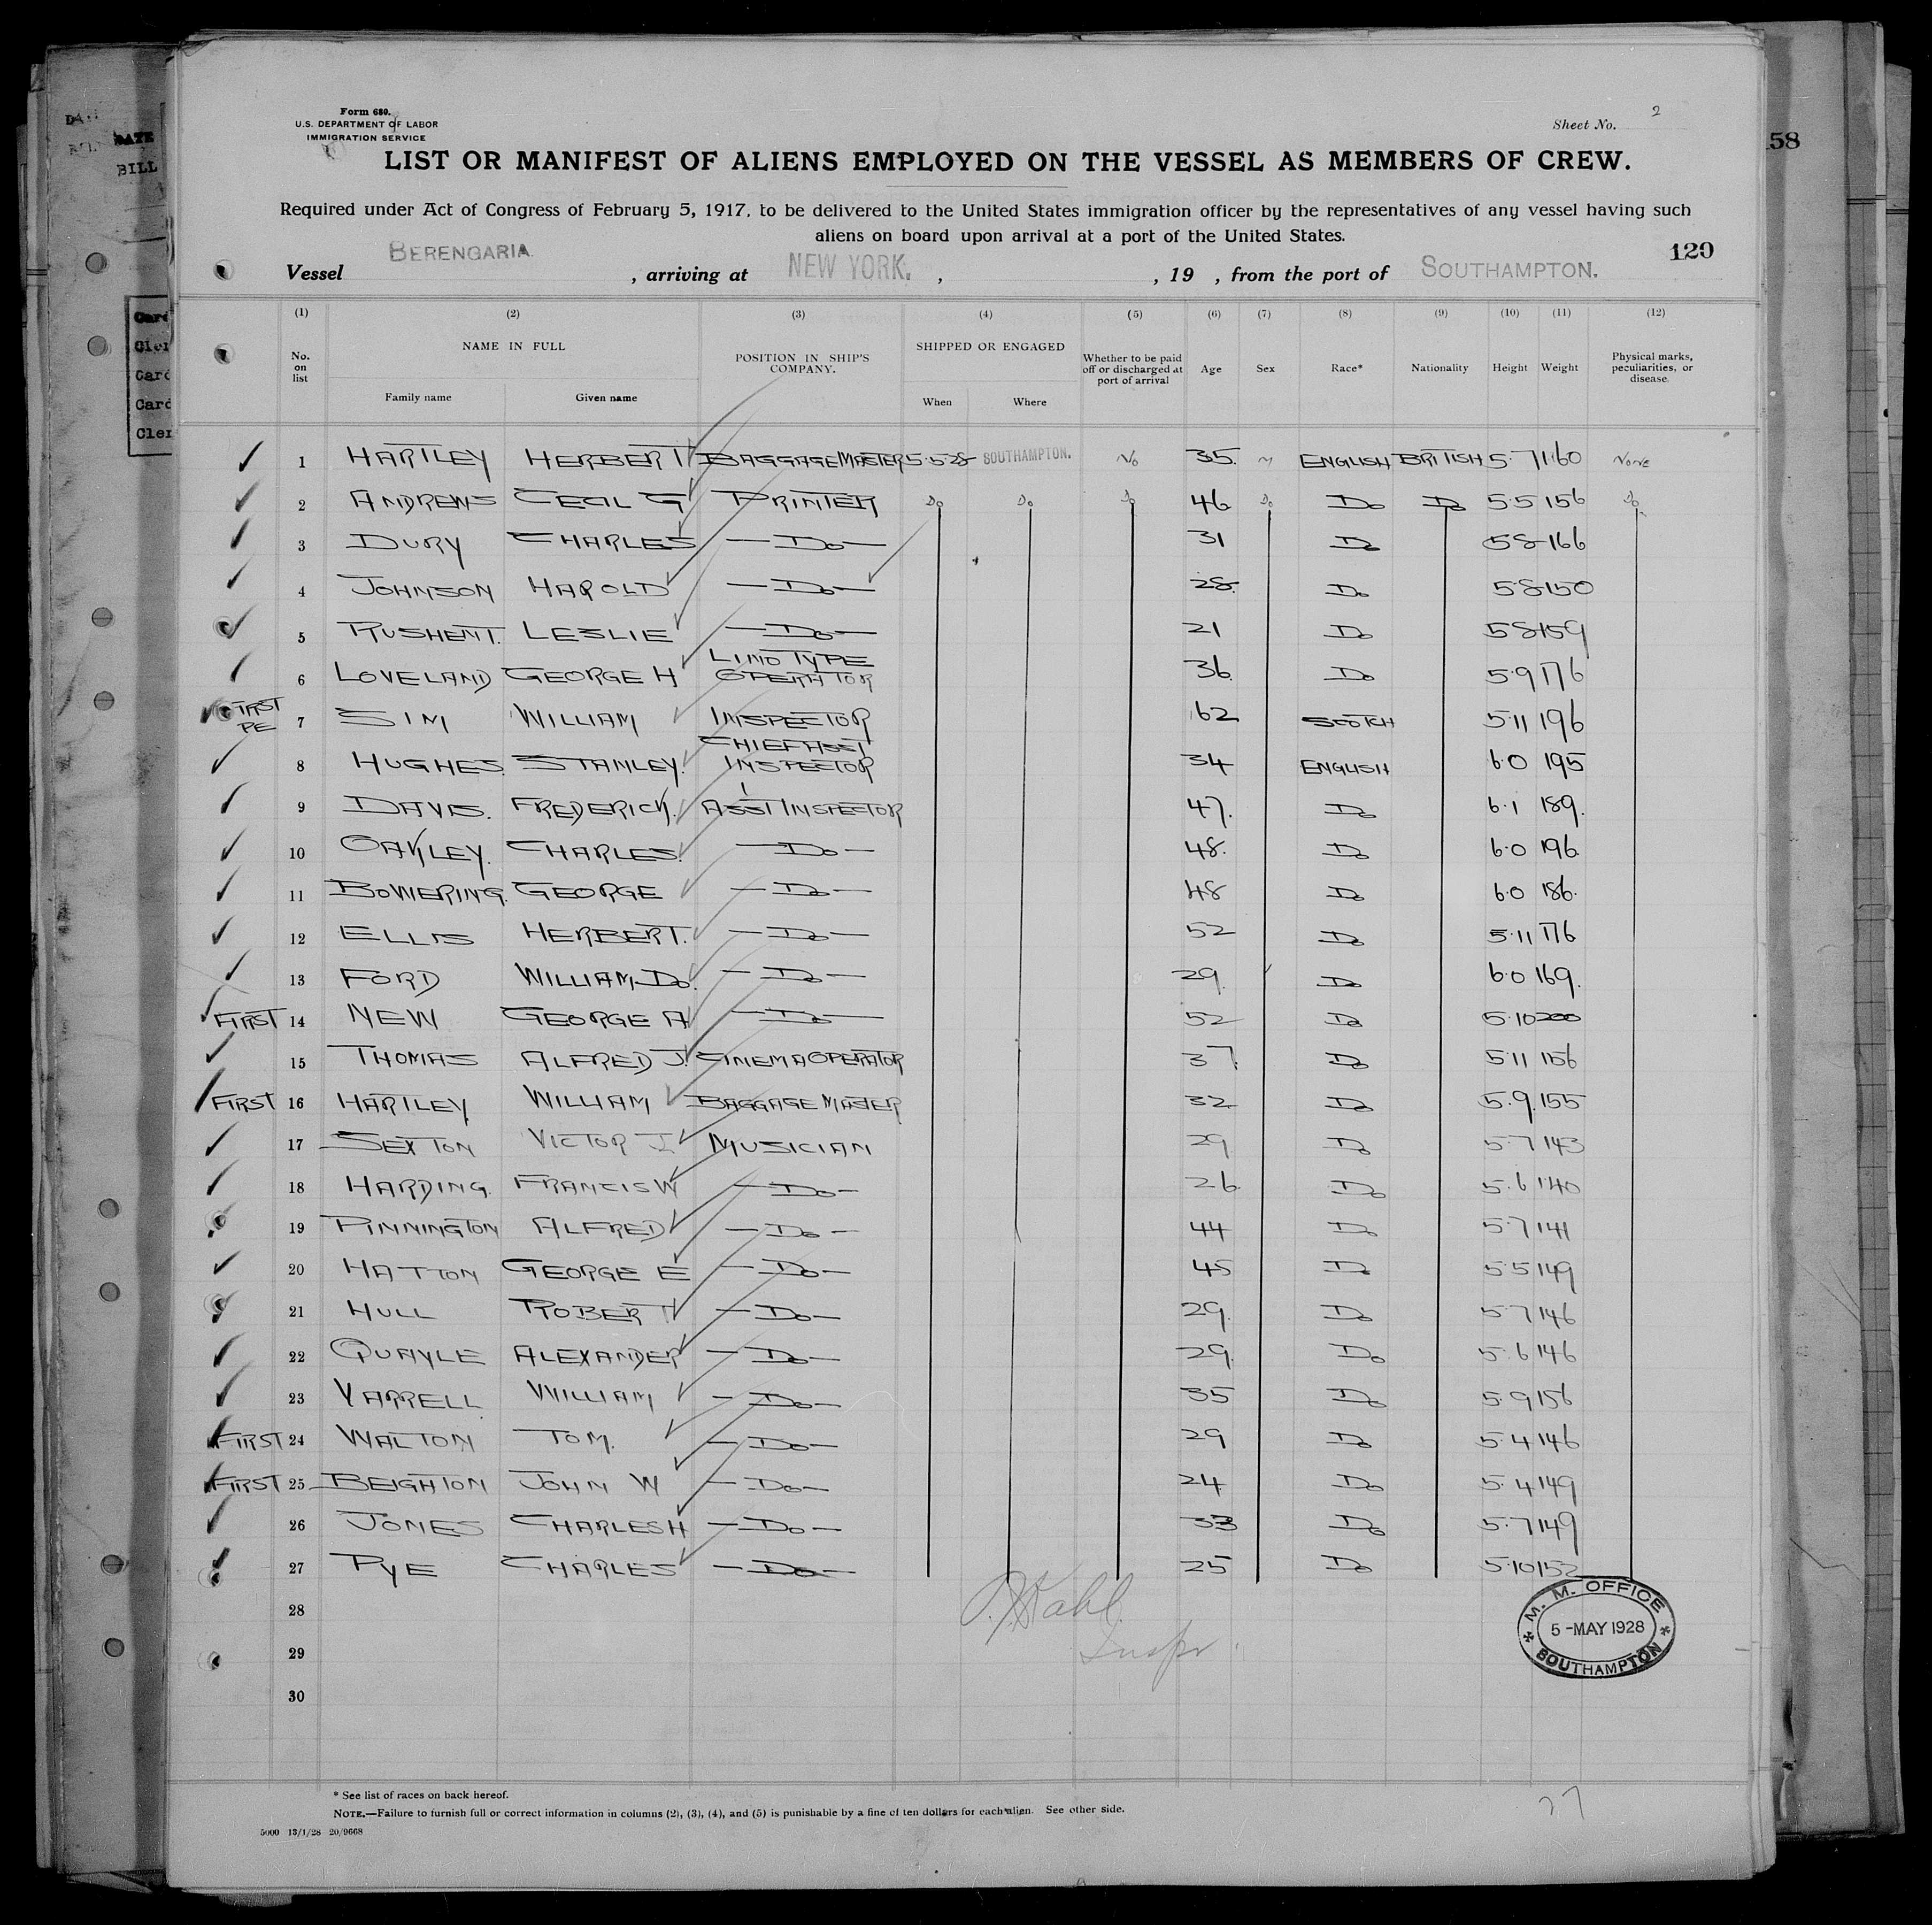 Form 680.
U.S. DEPARTMENT OF LABOR
IMMIGRATION SERVICE
Sheet No. 2
58
DATE
BILL
LIST OR MANIFEST OF ALIENS EMPLOYED ON THE VESSEL AS MEMBERS OF CREW.
Required under Act of Congress of February 5, 1917, to be delivered to the United States immigration officer by the representatives of any vessel having such
aliens on board upon arrival at a port of the United States.
129
Vessel BERENGARIA , arriving at NEW YORK. , , 19 , from the port of SOUTHAMPTON.
(1) (2) (3) (4) (5) (6) (7) (8) (9) (10) (11) (12)
No. on list NAME IN FULL POSITION IN SHIP'S COMPANY. SHIPPED OR ENGAGED Whether to be paid off or discharged at port of arrival Age Sex Race* Nationality Height Weight Physical marks, peculiarities, or disease.
Family name Given name When Where
1 HARTLEY HERBERT BAGGAGE MASTER 5·5·28 SOUTHAMPTON. No 35. M ENGLISH BRITISH 5·7 160 NONE
2 ANDREWS CECIL G PRINTER Do Do Do 46 Do Do Do 5·5 156 Do
3 DURY CHARLES —Do— 31 Do 5·8 166
4 JOHNSON HAROLD —Do— 28. Do 5·8 150
5 RUSHENT. LESLIE —Do— 21 Do 5·8 159
6 LOVELAND GEORGE H LINO TYPE OPERATOR 36. Do 5·9 176
FIRST PE 7 SIM WILLIAM INSPECTOR 62 SCOTCH 5·11 196
8 HUGHES. STANLEY. CHIEF ASST INSPECTOR 34 ENGLISH 6·0 195
9 DAVIS. FREDERICK. ASST INSPECTOR 47. Do 6·1 189.
10 OAKLEY. CHARLES. —Do— 48. Do 6·0 196.
11 BOWERING. GEORGE —Do— 48 Do 6·0 186.
12 ELLIS HERBERT. —Do— 52 Do 5·11 176
13 FORD WILLIAM Do. —Do— 29. Do 6·0 169.
FIRST 14 NEW GEORGE A —Do— 52 Do 5·10 200
15 THOMAS ALFRED J. CINEMA OPERATOR 37. Do 5·11 156
FIRST 16 HARTLEY WILLIAM BAGGAGE MASTER 32 Do 5·9. 155
17 SEXTON VICTOR J MUSICIAN 29 Do 5·7 143
18 HARDING. FRANCIS W —Do— 26. Do 5·6 140
19 PINNINGTON ALFRED —Do— 44 Do 5·7 141
20 HATTON GEORGE E —Do— 45 Do 5·5 149
21 HULL ROBERT —Do— 29. Do 5·7 146
22 QUAYLE ALEXANDER —Do— 29. Do 5·6 146
23 YARRELL WILLIAM —Do— 35 Do 5·9 156
FIRST 24 WALTON TOM. —Do— 29 Do 5·4 146
FIRST 25 BEIGHTON JOHN W —Do— 24 Do 5·4 149
26 JONES CHARLES H —Do— 33 Do 5·7 149
27 PYE CHARLES —Do— 25 Do 5·10 152
28
29 Inspr.
30
M. M. OFFICE
5 -MAY 1928
SOUTHAMPTON
* See list of races on back hereof.
NOTE.—Failure to furnish full or correct information in columns (2), (3), (4), and (5) is punishable by a fine of ten dollars for each alien. See other side.
27
5000 13/1/28 20/9668